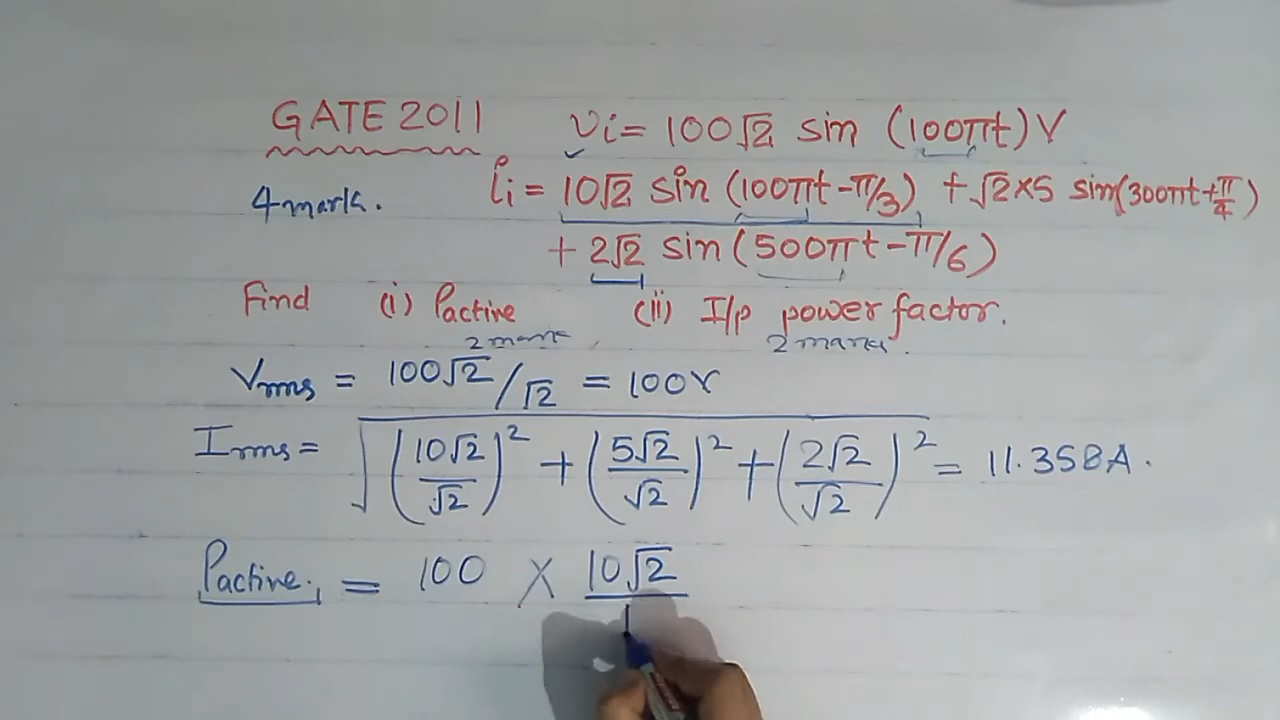 GATE 2011 vi = 100√2 sin (100πt) V
4 mark. ii = 10√2 sin (100πt - π/3) + √2×5 sin(300πt + π/4)
+ 2√2 sin (500πt - π/6)
Find (i) Pactive (ii) I/p power factor.
2 mark 2 marks.
Vrms = 100√2/√2 = 100V
Irms = √((10√2/√2)² + (5√2/√2)² + (2√2/√2)²) = 11.358A.
Pactive. = 100 × 10√2